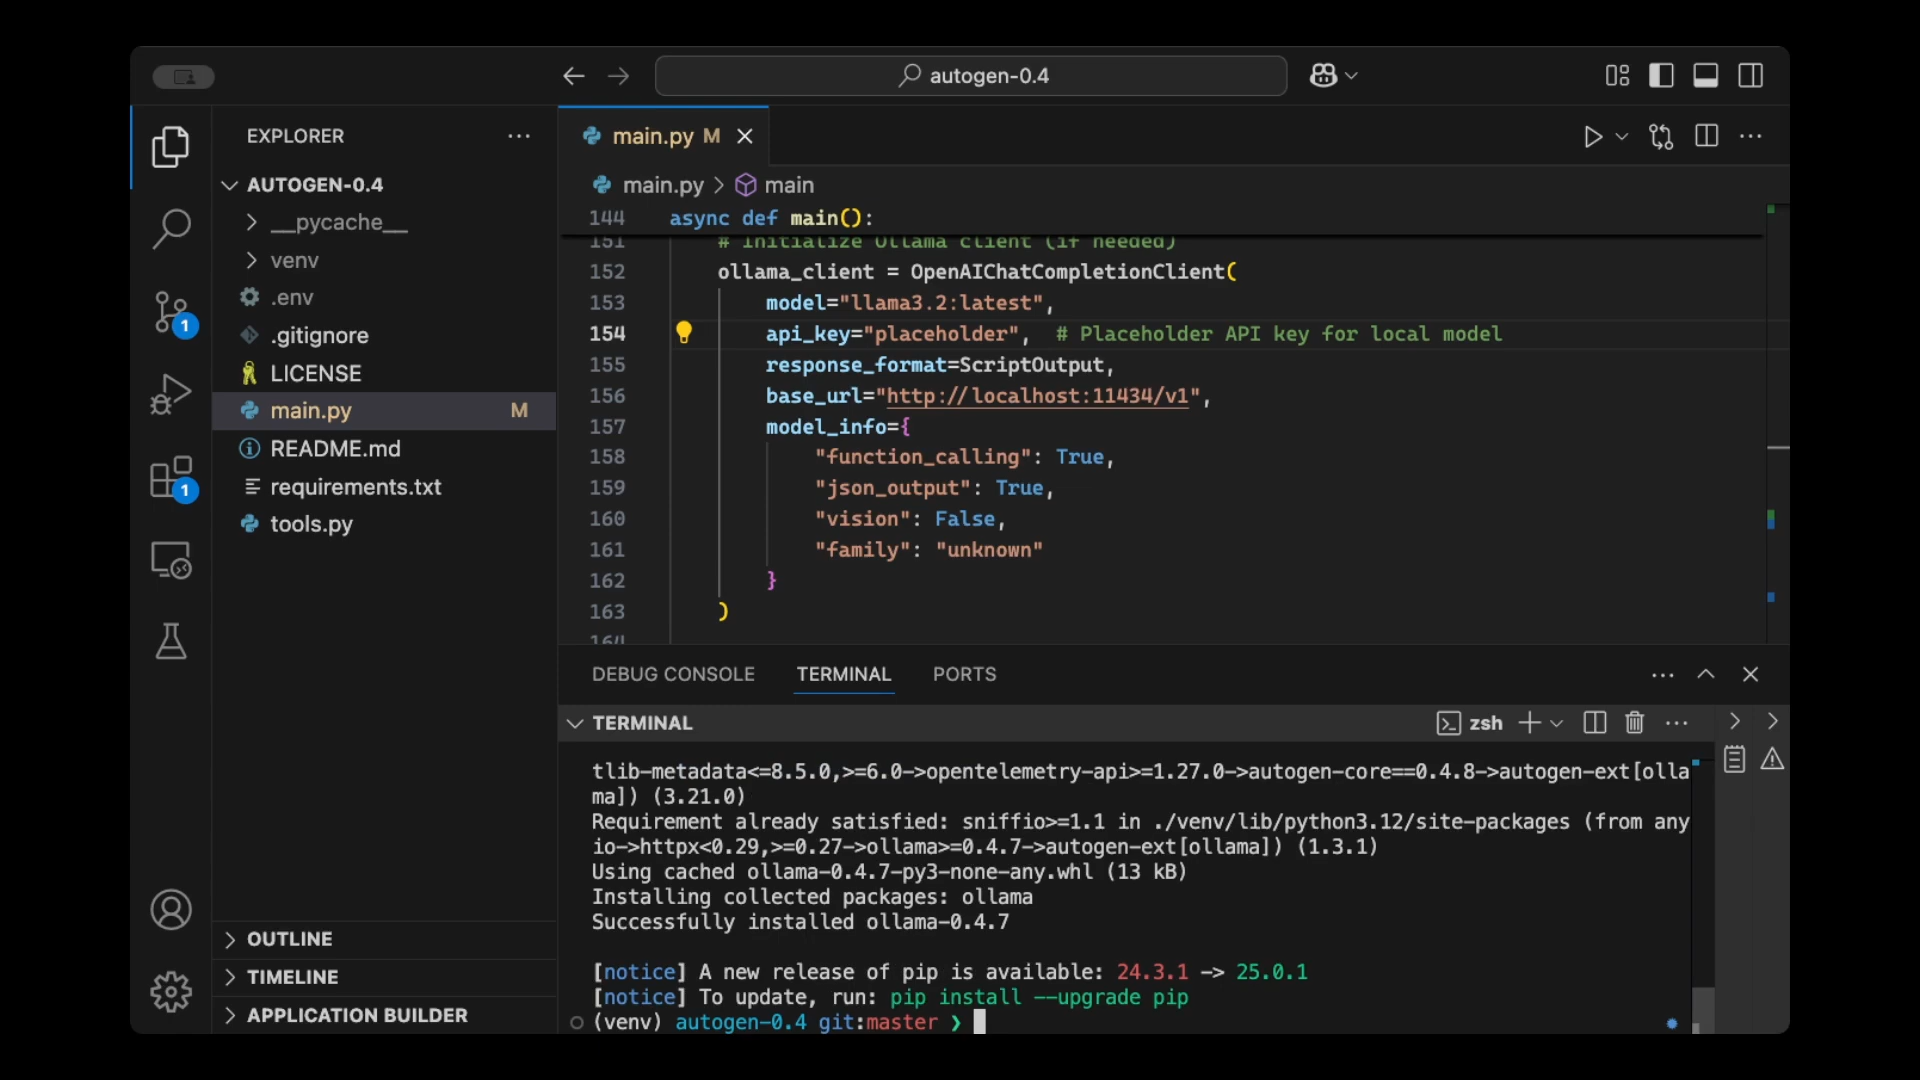 autogen-0.4
EXPLORER
AUTOGEN-0.4
__pycache__
venv
.env
.gitignore
LICENSE
main.py M
README.md
requirements.txt
tools.py
OUTLINE
TIMELINE
APPLICATION BUILDER
1
1
main.py M
main.py > main
144 async def main():
151 # Initialize Ollama client (if needed)
152 ollama_client = OpenAIChatCompletionClient(
153 model="llama3.2:latest",
154 api_key="placeholder", # Placeholder API key for local model
155 response_format=ScriptOutput,
156 base_url="http://localhost:11434/v1",
157 model_info={
158 "function_calling": True,
159 "json_output": True,
160 "vision": False,
161 "family": "unknown"
162 }
163 )
164
DEBUG CONSOLE TERMINAL PORTS
TERMINAL zsh
tlib-metadata<=8.5.0,>=6.0->opentelemetry-api>=1.27.0->autogen-core==0.4.8->autogen-ext[olla
ma]) (3.21.0)
Requirement already satisfied: sniffio>=1.1 in ./venv/lib/python3.12/site-packages (from any
io->httpx<0.29,>=0.27->ollama>=0.4.7->autogen-ext[ollama]) (1.3.1)
Using cached ollama-0.4.7-py3-none-any.whl (13 kB)
Installing collected packages: ollama
Successfully installed ollama-0.4.7
[notice] A new release of pip is available: 24.3.1 -> 25.0.1
[notice] To update, run: pip install --upgrade pip
(venv) autogen-0.4 git:master ❯